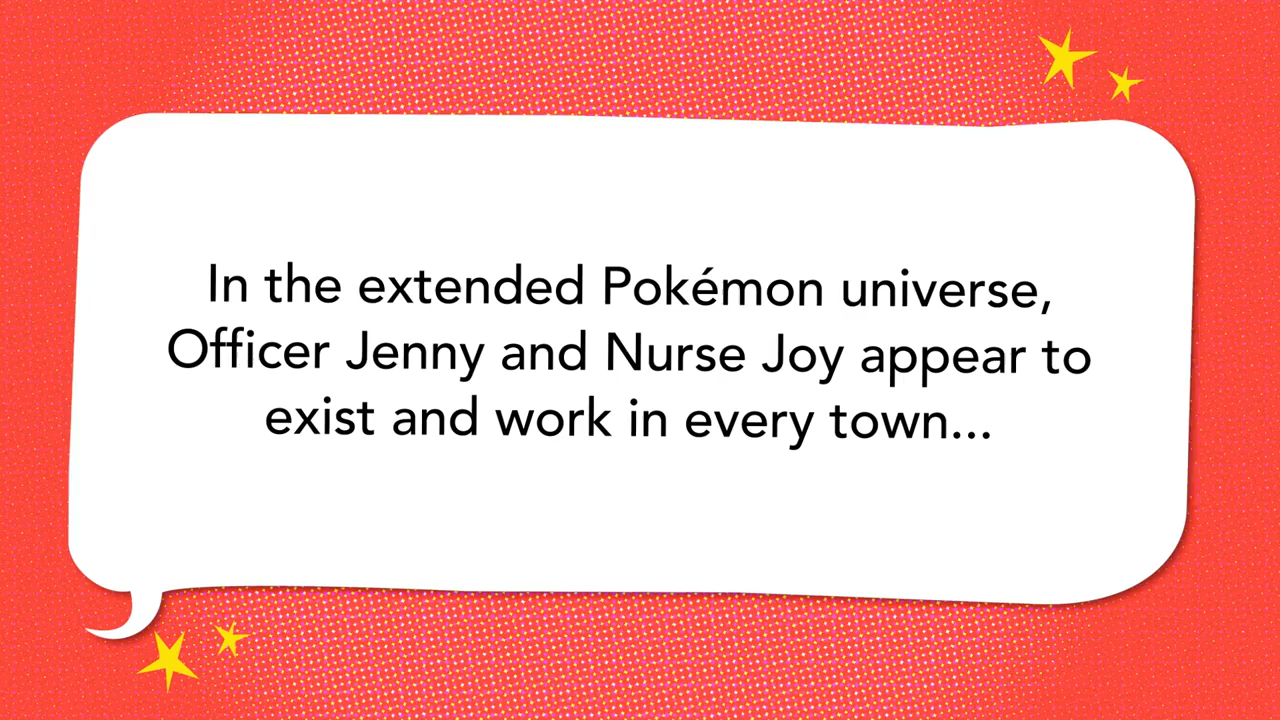 In the extended Pokémon universe,
Officer Jenny and Nurse Joy appear to
exist and work in every town...